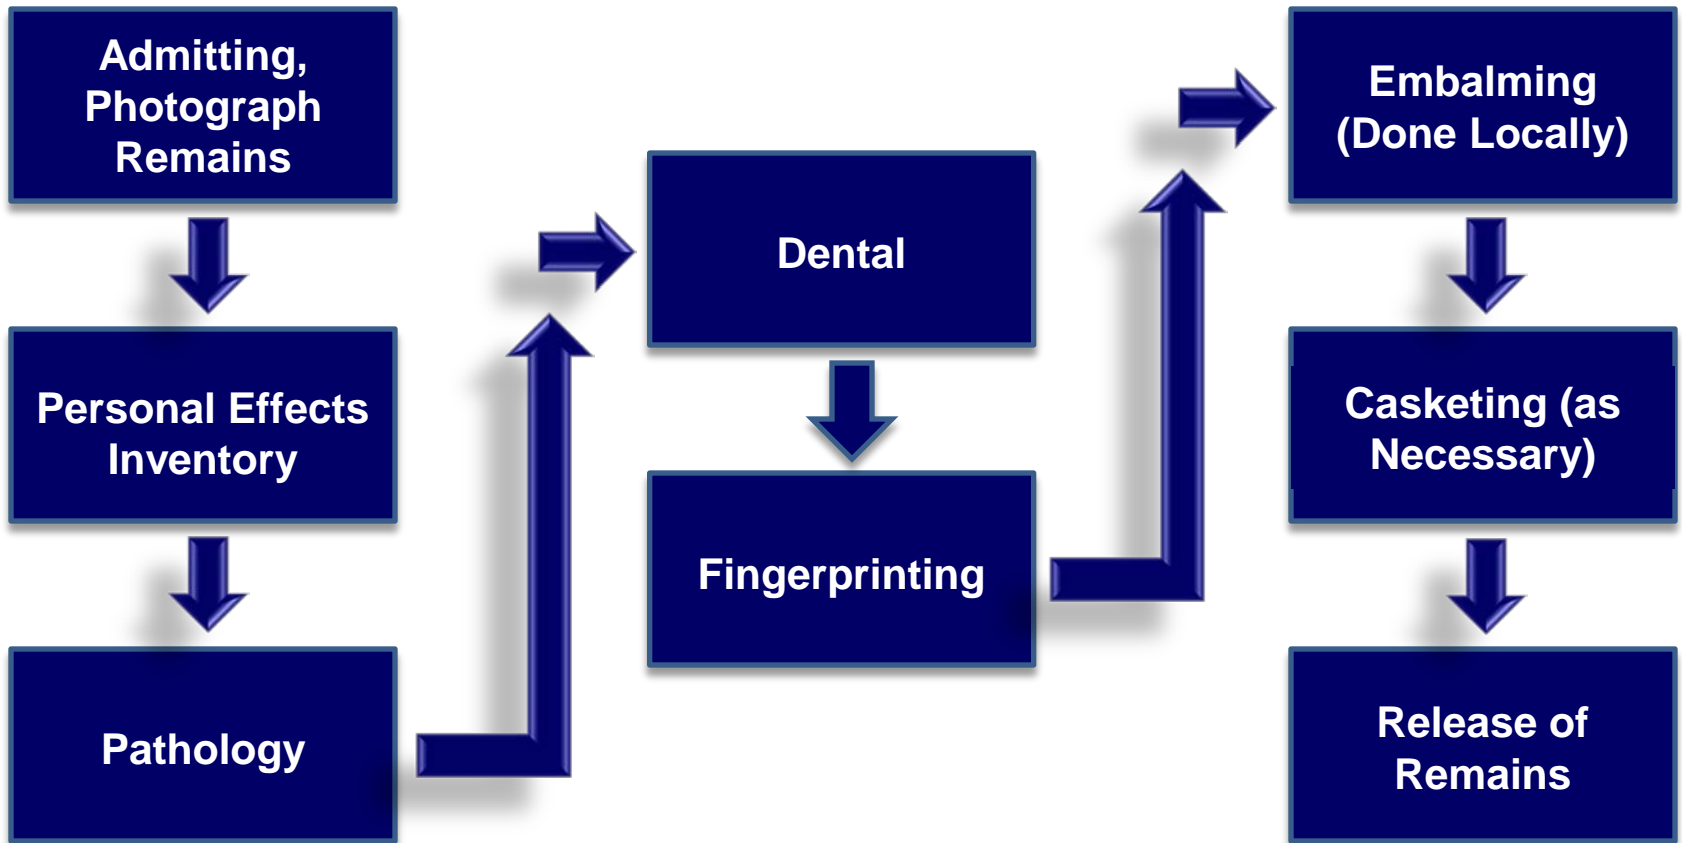 Admitting,
Photograph
Remains
Personal Effects
Inventory
Pathology
Dental
Fingerprinting
Embalming
(Done Locally)
Casketing (as
Necessary)
Release of
Remains